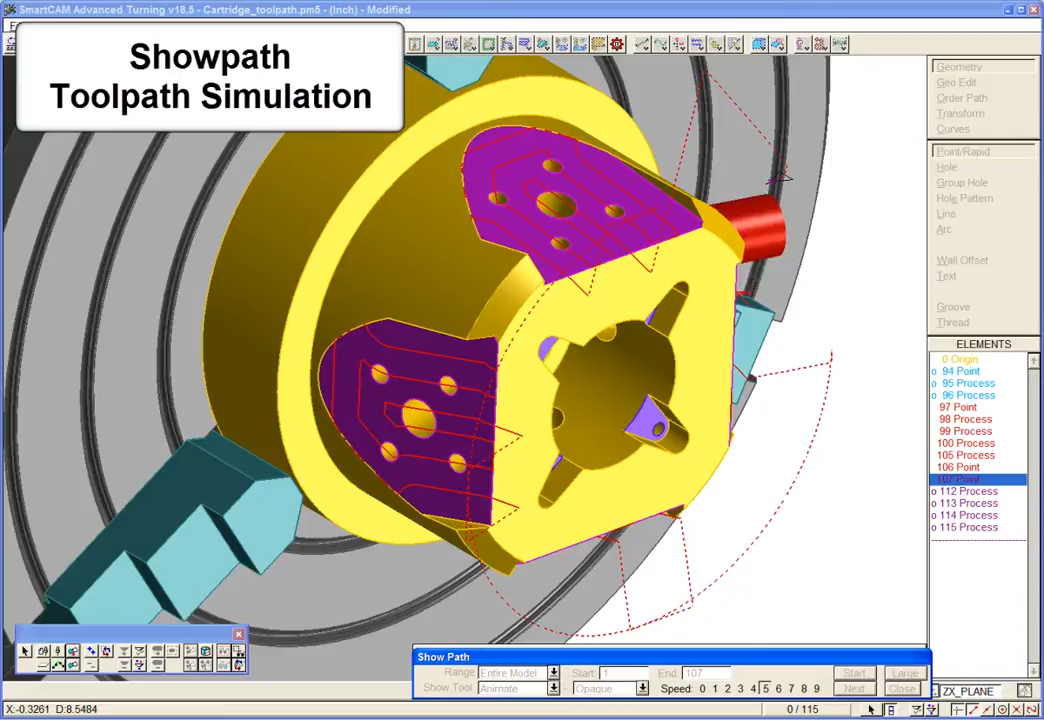 SmartCAM Advanced Turning v18.5 - Cartridge_toolpath.pm5 - (Inch) - Modified
Showpath
Toolpath Simulation
Geometry
Geo Edit
Order Path
Transform
Curves
Point/Rapid
Hole
Group Hole
Hole Pattern
Line
Arc
Wall Offset
Text
Groove
Thread
ELEMENTS
0 Origin
o 94 Point
o 95 Process
o 96 Process
97 Point
98 Process
99 Process
100 Process
105 Process
106 Point
107 Point
o 112 Process
o 113 Process
o 114 Process
o 115 Process
Show Path
Range Entire Model Start: 1 End: 107 Start Large
Show Tool Animate - Opaque Speed: 0 1 2 3 4 5 6 7 8 9 Next Close
ZX_PLANE
X:-0.3261 D:8.5484
0 / 115